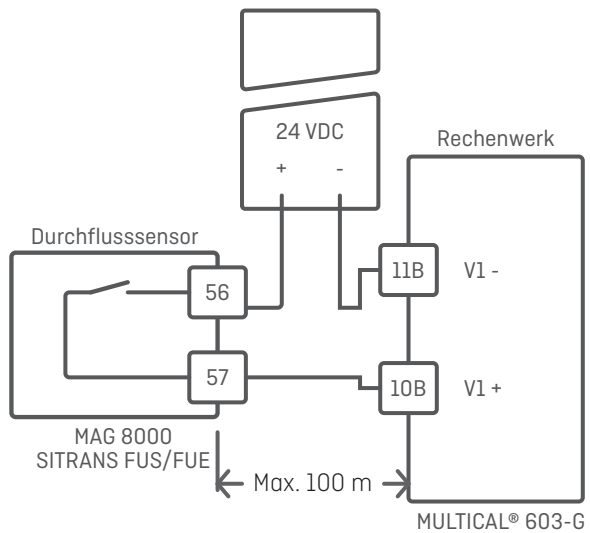 24 VDC
+ -
Rechenwerk
Durchflusssensor
56
11B V1 -
57
10B V1 +
MAG 8000
SITRANS FUS/FUE
Max. 100 m
MULTICAL® 603-G